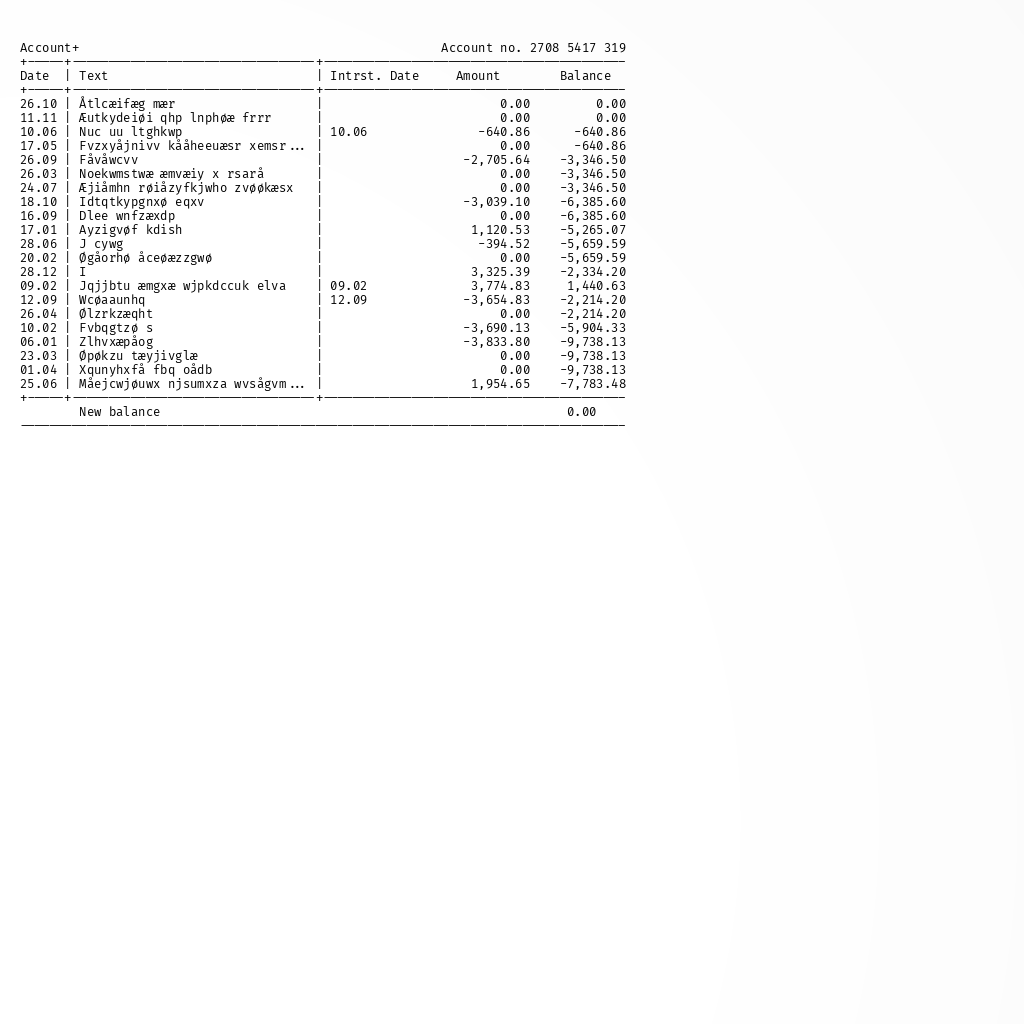 Account+ Account no. 2708 5417 319
Date | Text | Intrst. Date Amount Balance
26.10 | Åtlcæifæg mær | 0.00 0.00
11.11 | Æutkydeiøi qhp lnphøæ frrr | 0.00 0.00
10.06 | Nuc uu ltghkwp | 10.06 -640.86 -640.86
17.05 | Fvzxyåjnivv kååheeuæsr xemsr... | 0.00 -640.86
26.09 | Fåvåwcvv | -2,705.64 -3,346.50
26.03 | Noekwmstwæ æmvæiy x rsarå | 0.00 -3,346.50
24.07 | Æjiåmhn røiåzyfkjwho zvøøkæsx | 0.00 -3,346.50
18.10 | Idtqtkypgnxø eqxv | -3,039.10 -6,385.60
16.09 | Dlee wnfzæxdp | 0.00 -6,385.60
17.01 | Ayzigvøf kdish | 1,120.53 -5,265.07
28.06 | J cywg | -394.52 -5,659.59
20.02 | Øgåorhø åceøæzzgwø | 0.00 -5,659.59
28.12 | I | 3,325.39 -2,334.20
09.02 | Jqjjbtu æmgxæ wjpkdccuk elva | 09.02 3,774.83 1,440.63
12.09 | Wcøaaunhq | 12.09 -3,654.83 -2,214.20
26.04 | Ølzrkzæqht | 0.00 -2,214.20
10.02 | Fvbqgtzø s | -3,690.13 -5,904.33
06.01 | Zlhvxæpåog | -3,833.80 -9,738.13
23.03 | Øpøkzu tæyjivglæ | 0.00 -9,738.13
01.04 | Xqunyhxfå fbq oådb | 0.00 -9,738.13
25.06 | Måejcwjøuwx njsumxza wvsågvm... | 1,954.65 -7,783.48
New balance 0.00